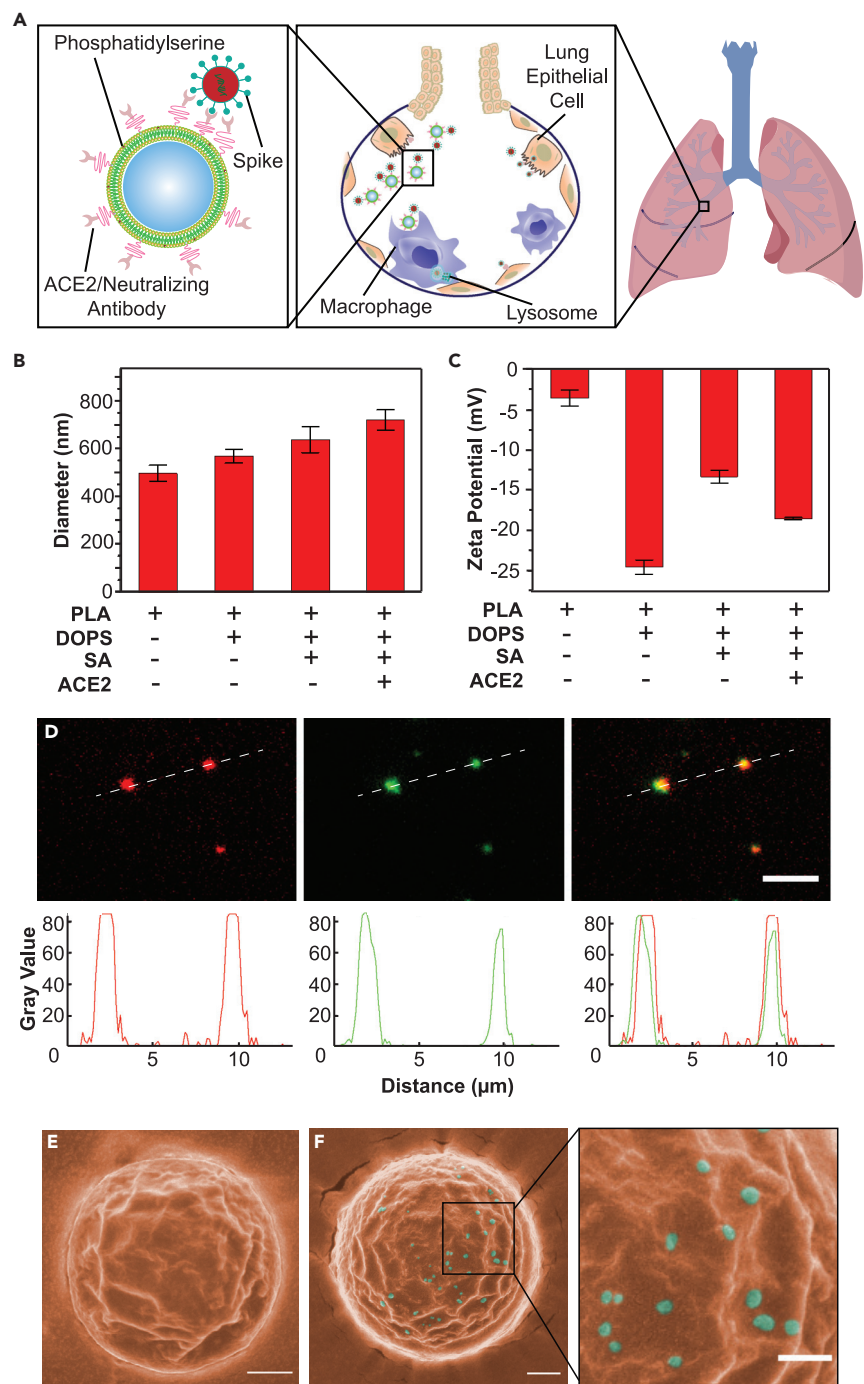 A
Phosphatidylserine
Spike
ACE2/Neutralizing
Antibody
Lung
Epithelial
Cell
Macrophage
Lysosome
B
Diameter (nm)
800
600
400
200
0
PLA + + + +
DOPS - + + +
SA - - + +
ACE2 - - - +
C
Zeta Potential (mV)
0
-5
-10
-15
-20
-25
PLA + + + +
DOPS - + + +
SA - - + +
ACE2 - - - +
D
Gray Value
80
60
40
20
0
5
10
5
10
80
60
40
20
0
5
10
80
60
40
20
0
5
10
Distance (µm)
E
F